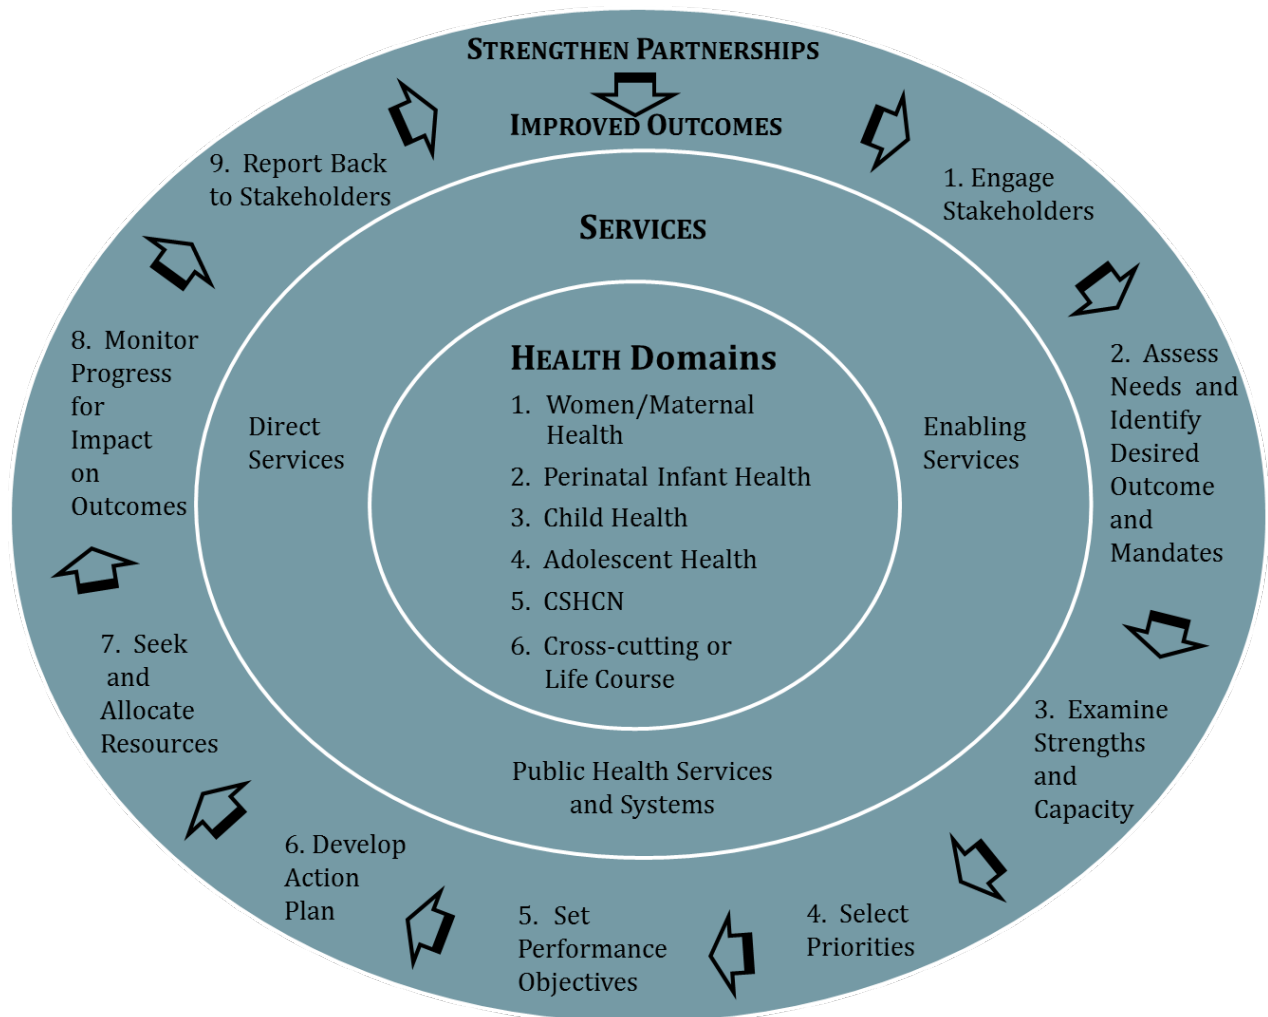 STRENGTHEN PARTNERSHIPS
IMPROVED OUTCOMES
1. Engage
Stakeholders
2. Assess
Needs and
Identify
Desired
Outcome
and
Mandates
3. Examine
Strengths
and
Capacity
4. Select
Priorities
5. Set
Performance
Objectives
6. Develop
Action
Plan
7. Seek
and
Allocate
Resources
8. Monitor
Progress
for
Impact
on
Outcomes
9. Report Back
to Stakeholders
SERVICES
Direct
Services
Enabling
Services
Public Health Services
and Systems
HEALTH Domains
1. Women/Maternal
Health
2. Perinatal Infant Health
3. Child Health
4. Adolescent Health
5. CSHCN
6. Cross-cutting or
Life Course